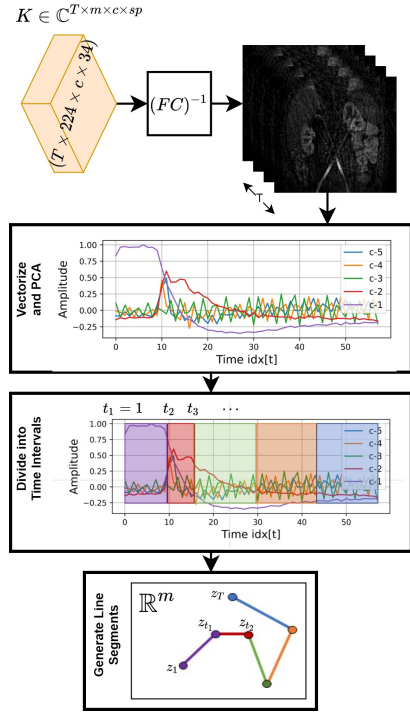 K ∈ ℂ^{T×m×c×sp}
(T × 224 × c × 34)
(FC)^{-1}
T
Vectorize
and PCA
Amplitude
1.00
0.75
0.50
0.25
0.00
−0.25
c-5
c-4
c-3
c-2
c-1
0 10 20 30 40 50
Time idx[t]
Divide into
Time Intervals
t_1 = 1 t_2 t_3 ...
Amplitude
1.00
0.75
0.50
0.25
0.00
−0.25
c-5
c-4
c-3
c-2
c-1
0 10 20 30 40 50
Time idx[t]
Generate Line
Segments
ℝ^m
z_T
z_{t_1}
z_{t_2}
z_1